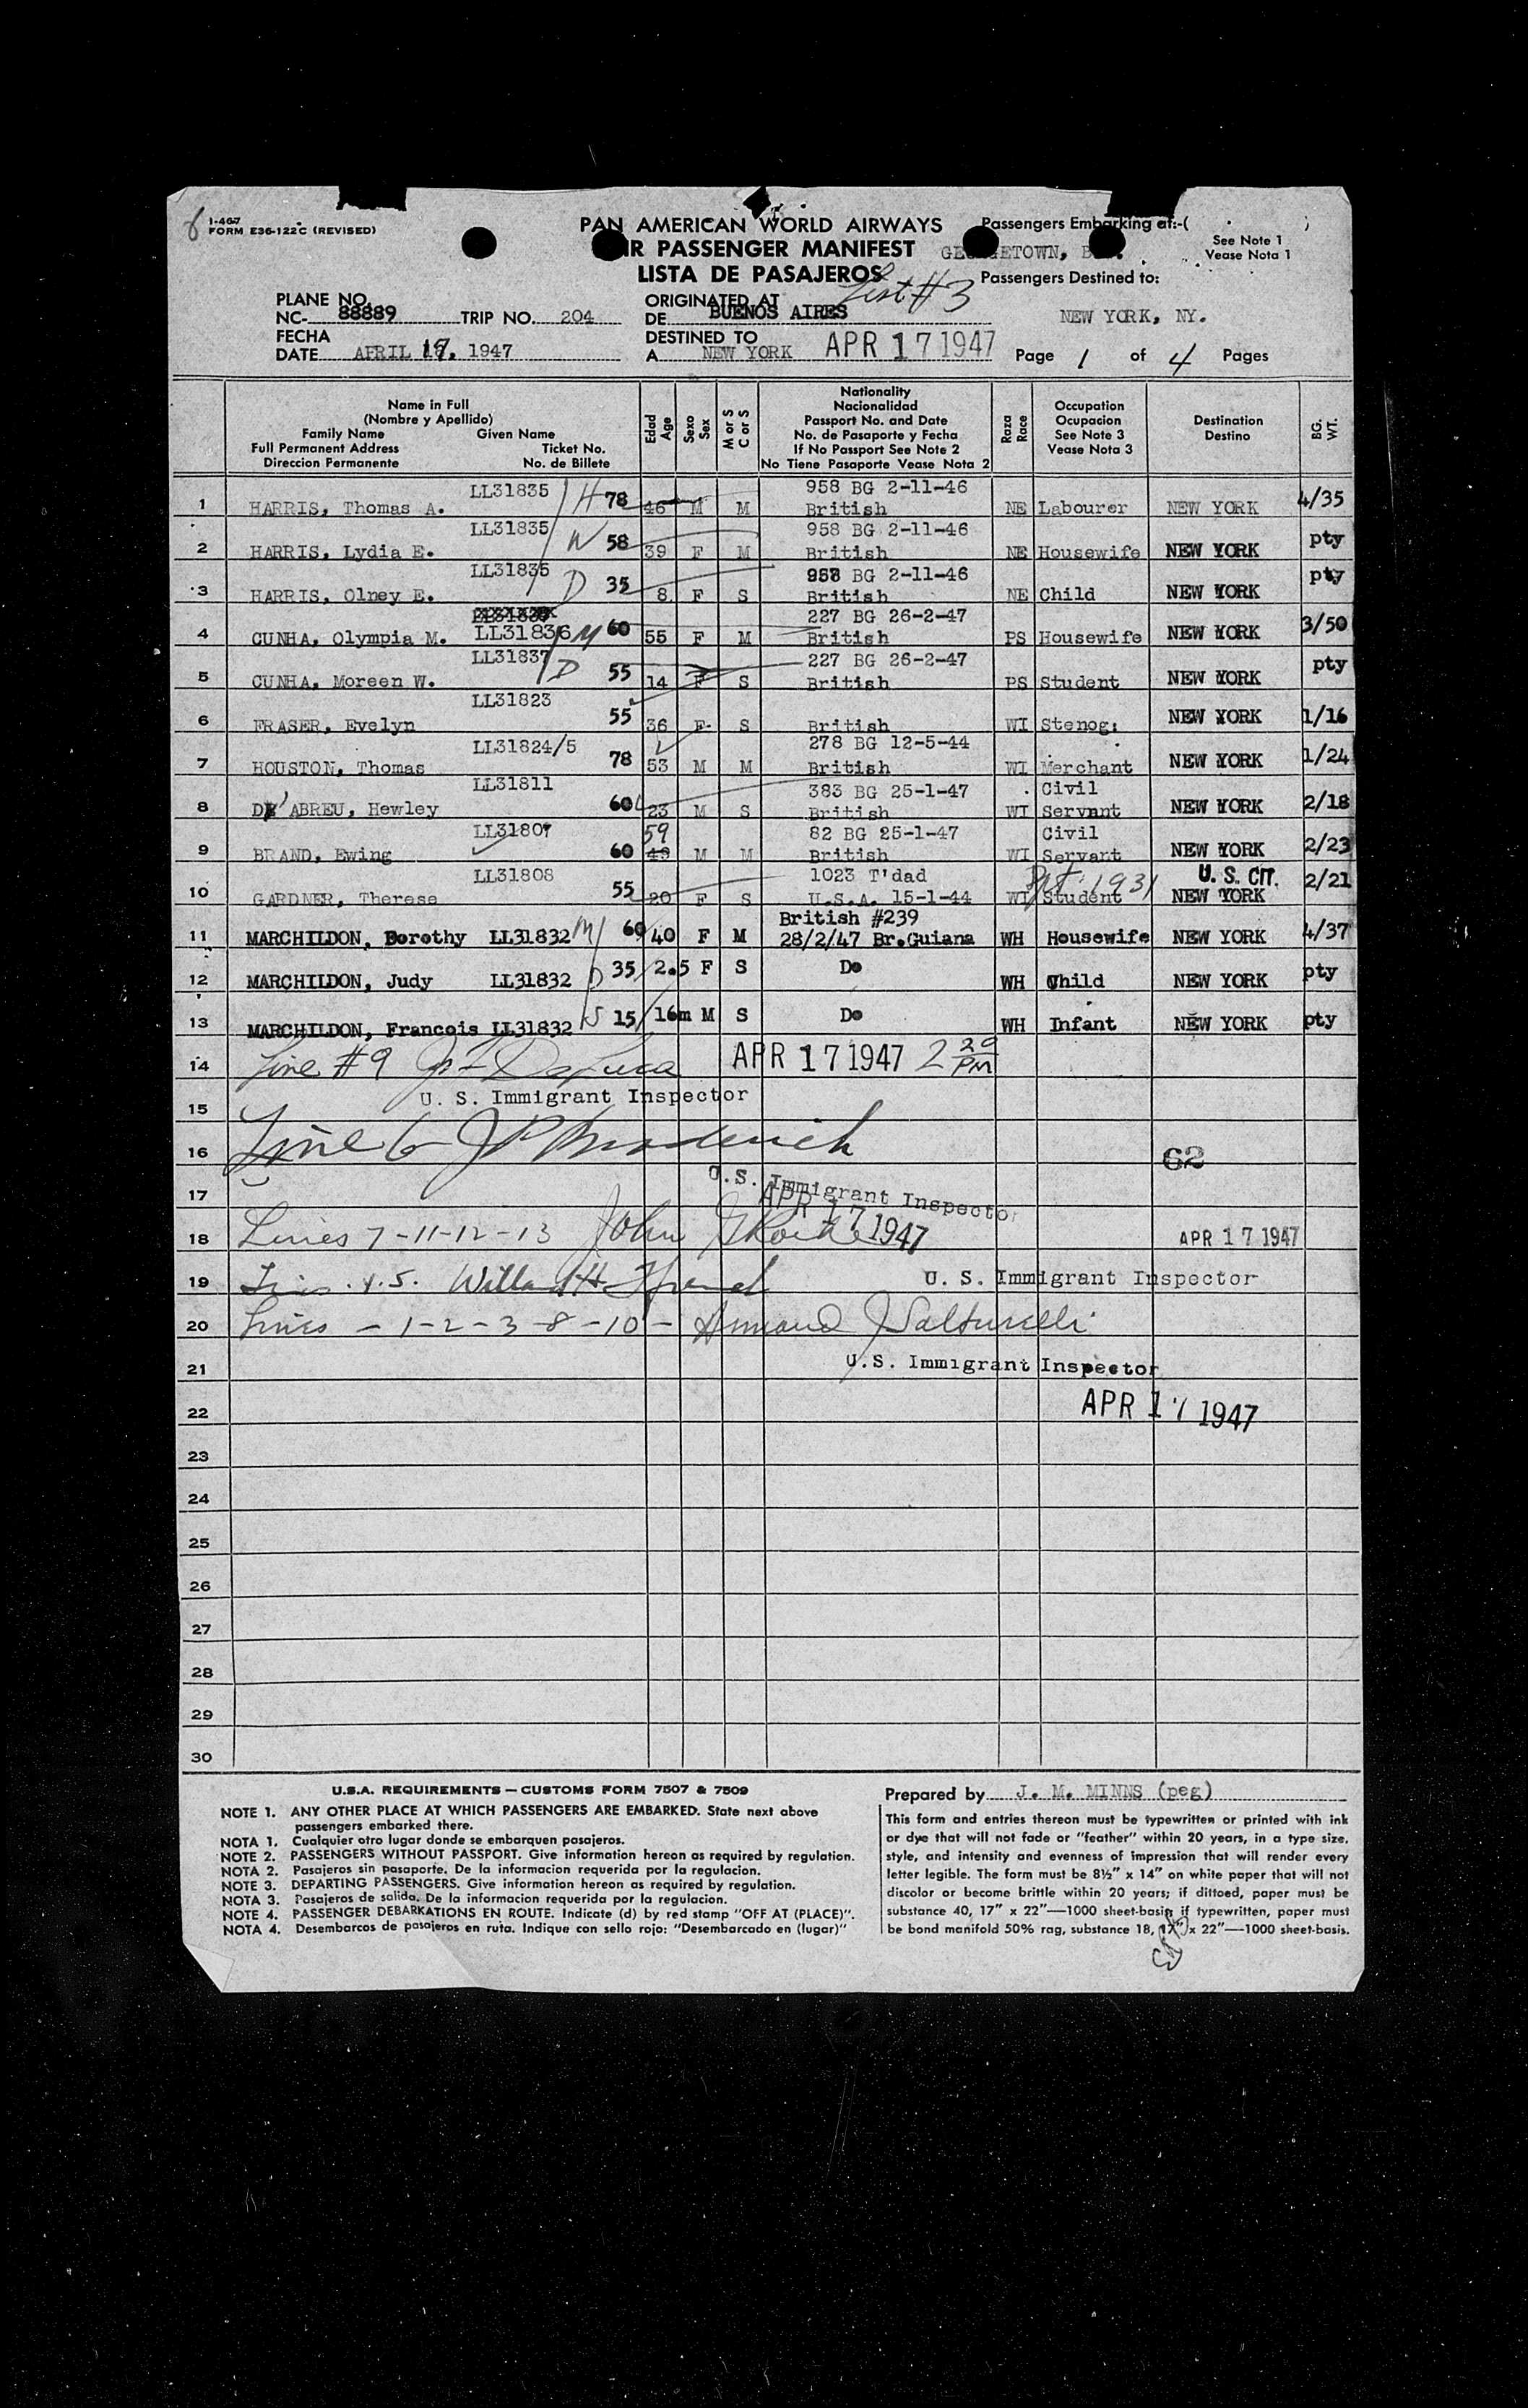 I-467
FORM E36-122C (REVISED)
PAN AMERICAN WORLD AIRWAYS
IR PASSENGER MANIFEST
LISTA DE PASAJEROS
List #3
Passengers Embarking at:-( )
GEORGETOWN, B.
See Note 1
Vease Nota 1
Passengers Destined to:
NEW YORK, NY.
PLANE NO.
NC- 88889 TRIP NO. 204
FECHA
DATE APRIL 17, 1947
ORIGINATED AT
DE BUENOS AIRES
DESTINED TO
A NEW YORK APR 17 1947
Page 1 of 4 Pages
Name in Full
(Nombre y Apellido)
Family Name Given Name
Full Permanent Address Ticket No.
Direccion Permanente No. de Billete
Edad Age
Sexo Sex
M or S
C or S
Nationality
Nacionalidad
Passport No. and Date
No. de Pasaporte y Fecha
If No Passport See Note 2
No Tiene Pasaporte Vease Nota 2
Raza Race
Occupation
Ocupacion
See Note 3
Vease Nota 3
Destination
Destino
BG. WT.
LL31835 958 BG 2-11-46
1 HARRIS, Thomas A. H 78 46 M M British NE Labourer NEW YORK 4/35
LL31835 958 BG 2-11-46
2 HARRIS, Lydia E. W 58 39 F M British NE Housewife NEW YORK pty
LL31835 958 BG 2-11-46
3 HARRIS, Olney E. D 35 8 F S British NE Child NEW YORK pty
227 BG 26-2-47
4 CUNHA, Olympia M. LL31836 M 60 55 F M British PS Housewife NEW YORK 3/50
LL31837 227 BG 26-2-47
5 CUNHA, Moreen W. D 55 14 F S British PS Student NEW YORK pty
LL31823
6 FRASER, Evelyn 55 36 F S British WI Stenog: NEW YORK 1/16
LL31824/5 278 BG 12-5-44
7 HOUSTON, Thomas 78 53 M M British WI Merchant NEW YORK 1/24
LL31811 383 BG 25-1-47 Civil
8 D' ABREU, Hewley 60 23 M S British WI Servant NEW YORK 2/18
LL31807 59 82 BG 25-1-47 Civil
9 BRAND, Ewing 60 49 M M British WI Servant NEW YORK 2/23
LL31808 1023 T'dad 1931 U. S. CIT.
10 GARDNER, Therese 55 20 F S U.S.A. 15-1-44 WI Student NEW YORK 2/21
British #239
11 MARCHILDON, Dorothy LL31832 M 60 40 F M 28/2/47 Br.Guiana WH Housewife NEW YORK 4/37
12 MARCHILDON, Judy LL31832 D 35 2.5 F S Do WH Child NEW YORK pty
13 MARCHILDON, Francois LL31832 S 15 16m M S Do WH Infant NEW YORK pty
14 Line #9 APR 17 1947 2 20 PM
15 U. S. Immigrant Inspector
16 Line 6 62
17 U.S. Immigrant Inspector
APR 17 1947
18 Lines 7-11-12-13 John APR 17 1947
19 U. S. Immigrant Inspector
20 Lines - 1-2-3-8-10 -
21 U.S. Immigrant Inspector
22 APR 17 1947
23
24
25
26
27
28
29
30
U.S.A. REQUIREMENTS — CUSTOMS FORM 7507 & 7509
NOTE 1. ANY OTHER PLACE AT WHICH PASSENGERS ARE EMBARKED. State next above
passengers embarked there.
NOTA 1. Cualquier otro lugar donde se embarquen pasajeros.
NOTE 2. PASSENGERS WITHOUT PASSPORT. Give information hereon as required by regulation.
NOTA 2. Pasajeros sin pasaporte. De la informacion requerida por la regulacion.
NOTE 3. DEPARTING PASSENGERS. Give information hereon as required by regulation.
NOTA 3. Pasajeros de salida. De la informacion requerida por la regulacion.
NOTE 4. PASSENGER DEBARKATIONS EN ROUTE. Indicate (d) by red stamp "OFF AT (PLACE)".
NOTA 4. Desembarcos de pasajeros en ruta. Indique con sello rojo: "Desembarcado en (lugar)"
Prepared by J. M. MINNS (peg)
This form and entries thereon must be typewritten or printed with ink
or dye that will not fade or "feather" within 20 years, in a type size,
style, and intensity and evenness of impression that will render every
letter legible. The form must be 8½" x 14" on white paper that will not
discolor or become brittle within 20 years; if dittoed, paper must be
substance 40, 17" x 22"—1000 sheet-basis if typewritten, paper must
be bond manifold 50% rag, substance 18, 17" x 22"—1000 sheet-basis.